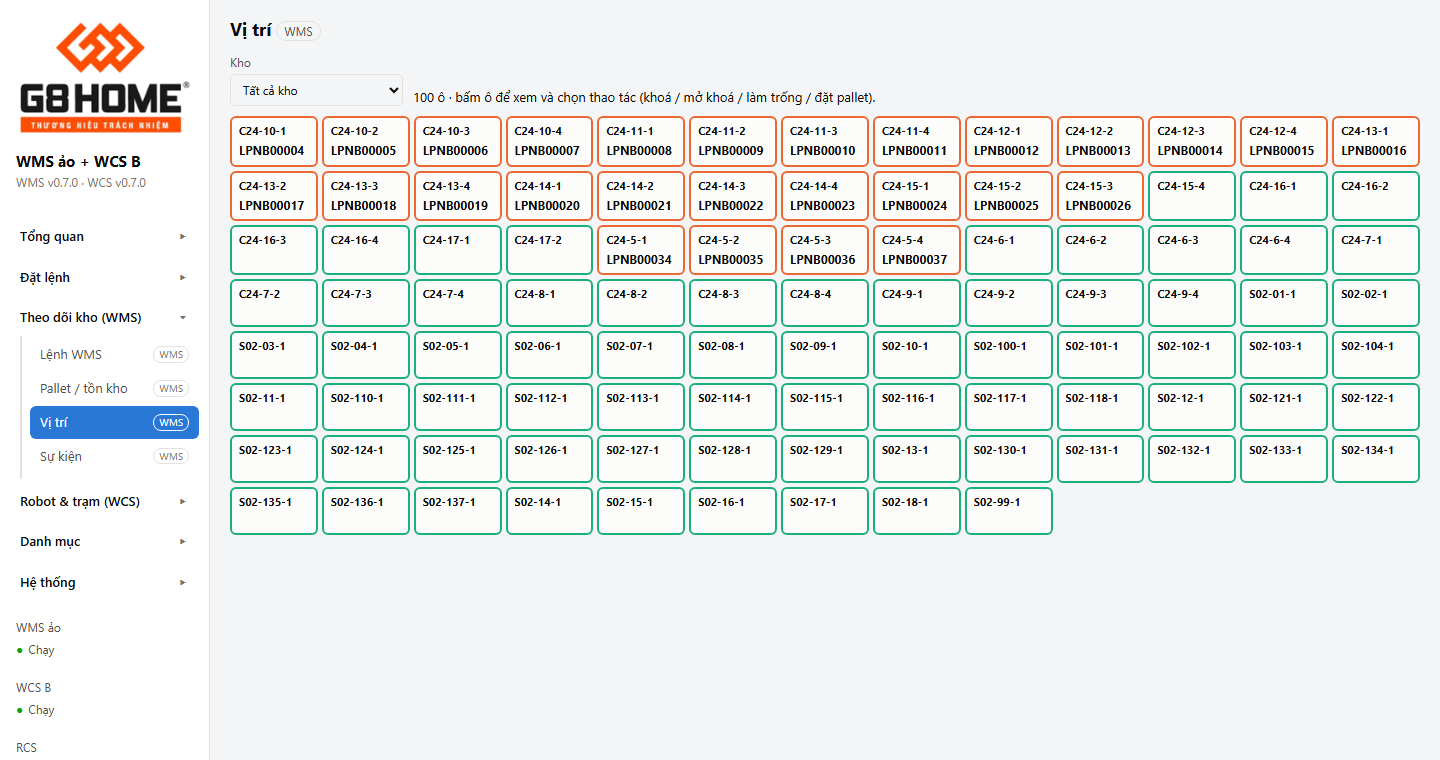 G8 HOME®
THƯƠNG HIỆU TRÁCH NHIỆM
WMS ảo + WCS B
WMS v0.7.0 · WCS v0.7.0
Tổng quan ▸
Đặt lệnh ▸
Theo dõi kho (WMS) ▾
Lệnh WMS WMS
Pallet / tồn kho WMS
Vị trí WMS
Sự kiện WMS
Robot & trạm (WCS) ▸
Danh mục ▸
Hệ thống ▸
WMS ảo
● Chạy
WCS B
● Chạy
RCS
Vị trí WMS
Kho
Tất cả kho
100 ô · bấm ô để xem và chọn thao tác (khoá / mở khoá / làm trống / đặt pallet).
C24-10-1 C24-10-2 C24-10-3 C24-10-4 C24-11-1 C24-11-2 C24-11-3 C24-11-4 C24-12-1 C24-12-2 C24-12-3 C24-12-4 C24-13-1
LPNB00004 LPNB00005 LPNB00006 LPNB00007 LPNB00008 LPNB00009 LPNB00010 LPNB00011 LPNB00012 LPNB00013 LPNB00014 LPNB00015 LPNB00016
C24-13-2 C24-13-3 C24-13-4 C24-14-1 C24-14-2 C24-14-3 C24-14-4 C24-15-1 C24-15-2 C24-15-3 C24-15-4 C24-16-1 C24-16-2
LPNB00017 LPNB00018 LPNB00019 LPNB00020 LPNB00021 LPNB00022 LPNB00023 LPNB00024 LPNB00025 LPNB00026
C24-16-3 C24-16-4 C24-17-1 C24-17-2 C24-5-1 C24-5-2 C24-5-3 C24-5-4 C24-6-1 C24-6-2 C24-6-3 C24-6-4 C24-7-1
LPNB00034 LPNB00035 LPNB00036 LPNB00037
C24-7-2 C24-7-3 C24-7-4 C24-8-1 C24-8-2 C24-8-3 C24-8-4 C24-9-1 C24-9-2 C24-9-3 C24-9-4 S02-01-1 S02-02-1
S02-03-1 S02-04-1 S02-05-1 S02-06-1 S02-07-1 S02-08-1 S02-09-1 S02-10-1 S02-100-1 S02-101-1 S02-102-1 S02-103-1 S02-104-1
S02-11-1 S02-110-1 S02-111-1 S02-112-1 S02-113-1 S02-114-1 S02-115-1 S02-116-1 S02-117-1 S02-118-1 S02-12-1 S02-121-1 S02-122-1
S02-123-1 S02-124-1 S02-125-1 S02-126-1 S02-127-1 S02-128-1 S02-129-1 S02-13-1 S02-130-1 S02-131-1 S02-132-1 S02-133-1 S02-134-1
S02-135-1 S02-136-1 S02-137-1 S02-14-1 S02-15-1 S02-16-1 S02-17-1 S02-18-1 S02-99-1